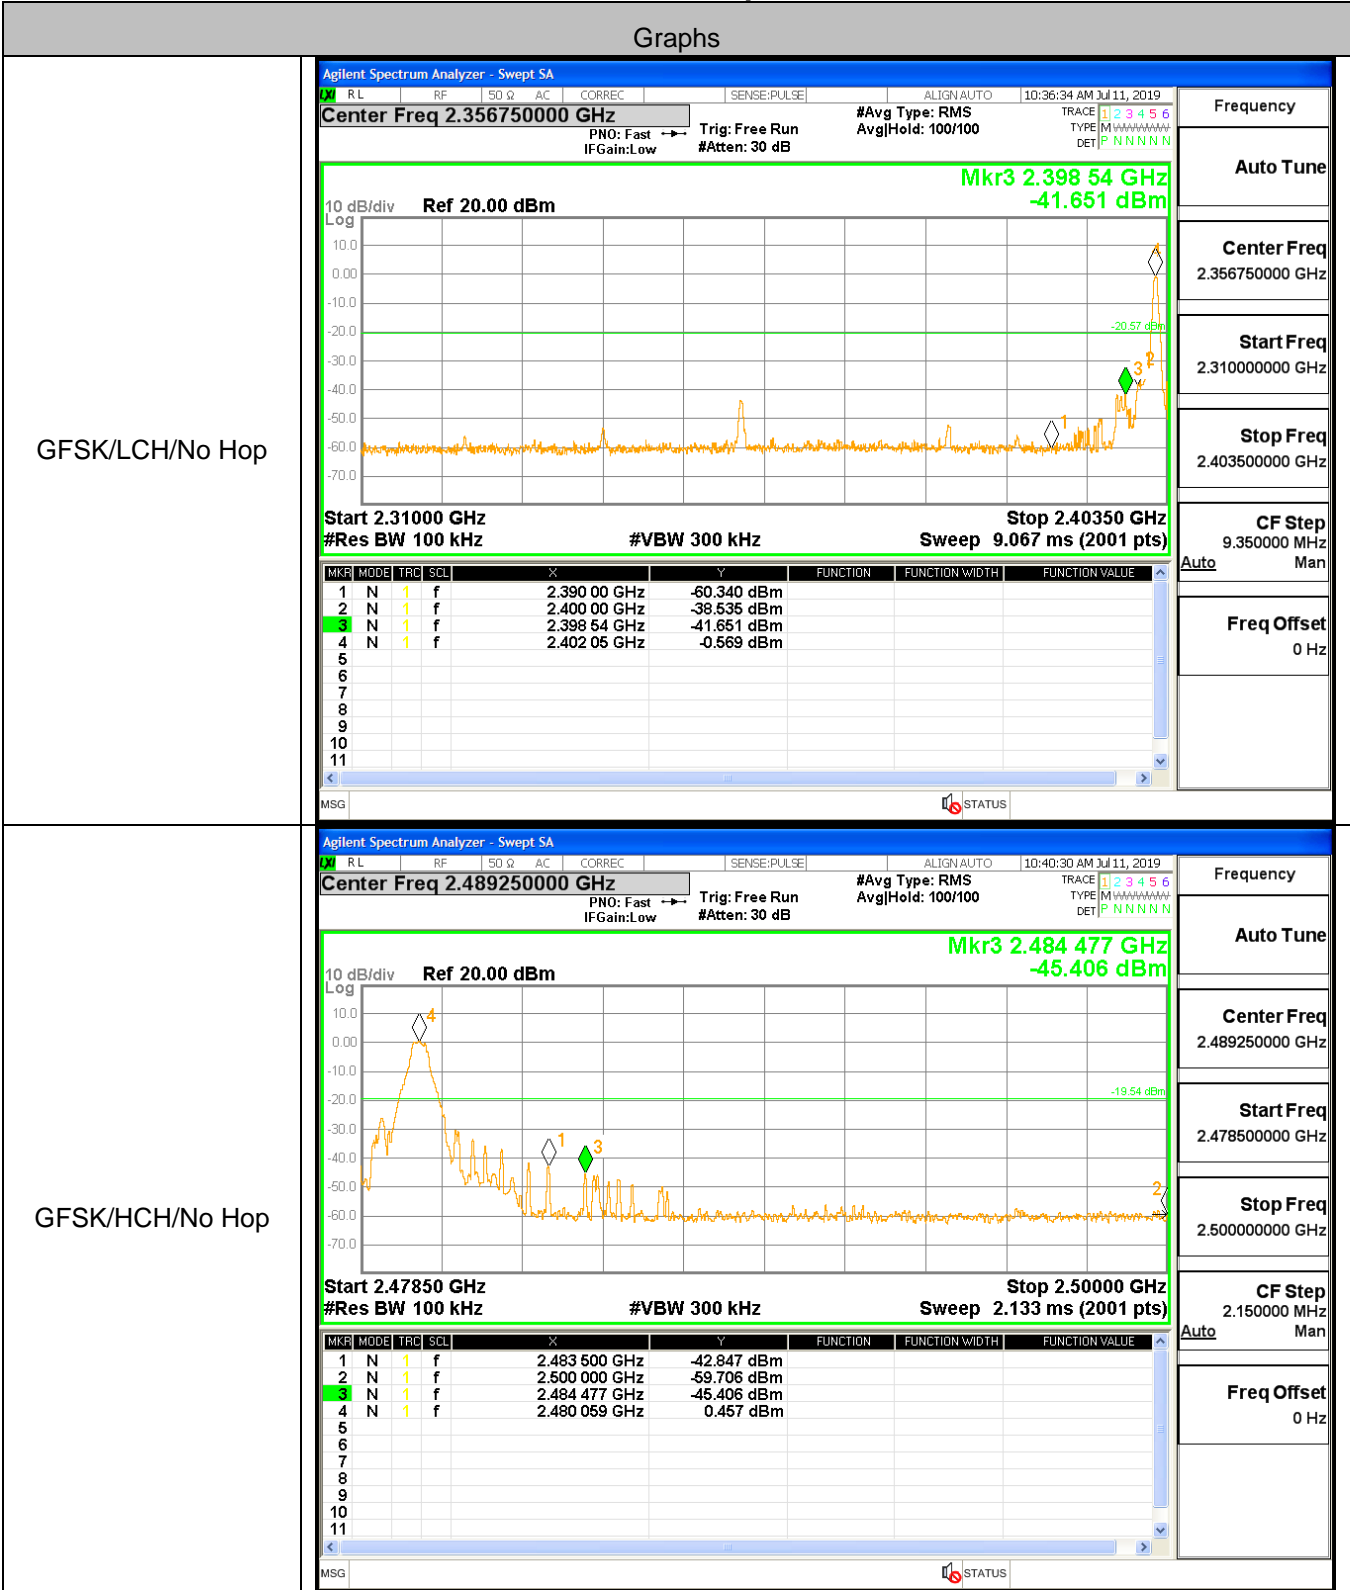 Graphs
GFSK/LCH/No Hop
Agilent Spectrum Analyzer - Swept SA
LXI RL RF 50 Ω AC CORREC SENSE:PULSE ALIGN AUTO 10:36:34 AM Jul 11, 2019
Center Freq 2.356750000 GHz
PNO: Fast
IFGain:Low
Trig: Free Run
#Atten: 30 dB
#Avg Type: RMS
Avg|Hold: 100/100
TRACE 1 2 3 4 5 6
TYPE M
DET P N N N N N
Mkr3 2.398 54 GHz
-41.651 dBm
10 dB/div Ref 20.00 dBm
Log
10.0
0.00
-10.0
-20.0
-30.0
-40.0
-50.0
-60.0
-70.0
-20.57 dBm
1
2
3
4
Start 2.31000 GHz Stop 2.40350 GHz
#Res BW 100 kHz #VBW 300 kHz Sweep 9.067 ms (2001 pts)
MKR MODE TRC SCL X Y FUNCTION FUNCTION WIDTH FUNCTION VALUE
1 N 1 f 2.390 00 GHz -60.340 dBm
2 N 1 f 2.400 00 GHz -38.535 dBm
3 N 1 f 2.398 54 GHz -41.651 dBm
4 N 1 f 2.402 05 GHz -0.569 dBm
5
6
7
8
9
10
11
MSG STATUS
Frequency
Auto Tune
Center Freq
2.356750000 GHz
Start Freq
2.310000000 GHz
Stop Freq
2.403500000 GHz
CF Step
9.350000 MHz
Auto Man
Freq Offset
0 Hz
GFSK/HCH/No Hop
Agilent Spectrum Analyzer - Swept SA
LXI RL RF 50 Ω AC CORREC SENSE:PULSE ALIGN AUTO 10:40:30 AM Jul 11, 2019
Center Freq 2.489250000 GHz
PNO: Fast
IFGain:Low
Trig: Free Run
#Atten: 30 dB
#Avg Type: RMS
Avg|Hold: 100/100
TRACE 1 2 3 4 5 6
TYPE M
DET P N N N N N
Mkr3 2.484 477 GHz
-45.406 dBm
10 dB/div Ref 20.00 dBm
Log
10.0
0.00
-10.0
-20.0
-30.0
-40.0
-50.0
-60.0
-70.0
-19.54 dBm
4
1
3
2
Start 2.47850 GHz Stop 2.50000 GHz
#Res BW 100 kHz #VBW 300 kHz Sweep 2.133 ms (2001 pts)
MKR MODE TRC SCL X Y FUNCTION FUNCTION WIDTH FUNCTION VALUE
1 N 1 f 2.483 500 GHz -42.847 dBm
2 N 1 f 2.500 000 GHz -59.706 dBm
3 N 1 f 2.484 477 GHz -45.406 dBm
4 N 1 f 2.480 059 GHz 0.457 dBm
5
6
7
8
9
10
11
MSG STATUS
Frequency
Auto Tune
Center Freq
2.489250000 GHz
Start Freq
2.478500000 GHz
Stop Freq
2.500000000 GHz
CF Step
2.150000 MHz
Auto Man
Freq Offset
0 Hz